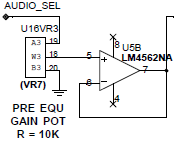 AUDIO_SEL
U16VR3
A3 19
W3 18
B3 20
(VR7)
PRE EQU
GAIN POT
R = 10K
U5B
LM4562NA
8
5
6
7
4
+
-